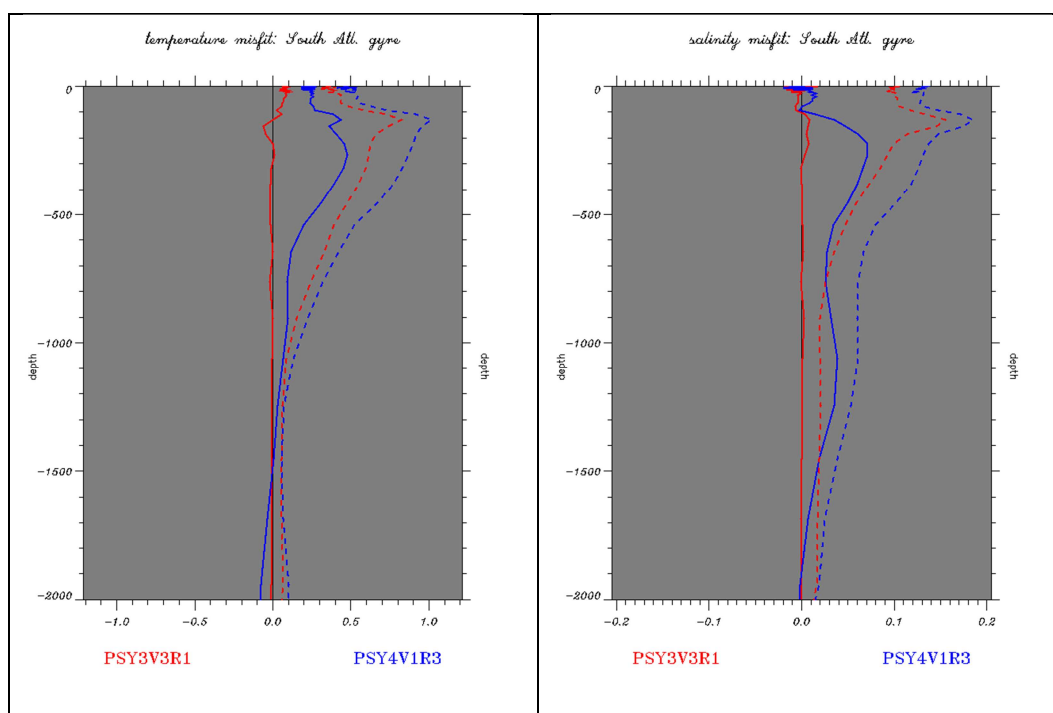 temperature misfit: South Atl. gyre
0
-500
-1000
-1500
-2000
depth
depth
-1.0 -0.5 0.0 0.5 1.0
PSY3V3R1 PSY4V1R3
salinity misfit: South Atl. gyre
0
-500
-1000
-1500
-2000
depth
depth
-0.2 -0.1 0.0 0.1 0.2
PSY3V3R1 PSY4V1R3